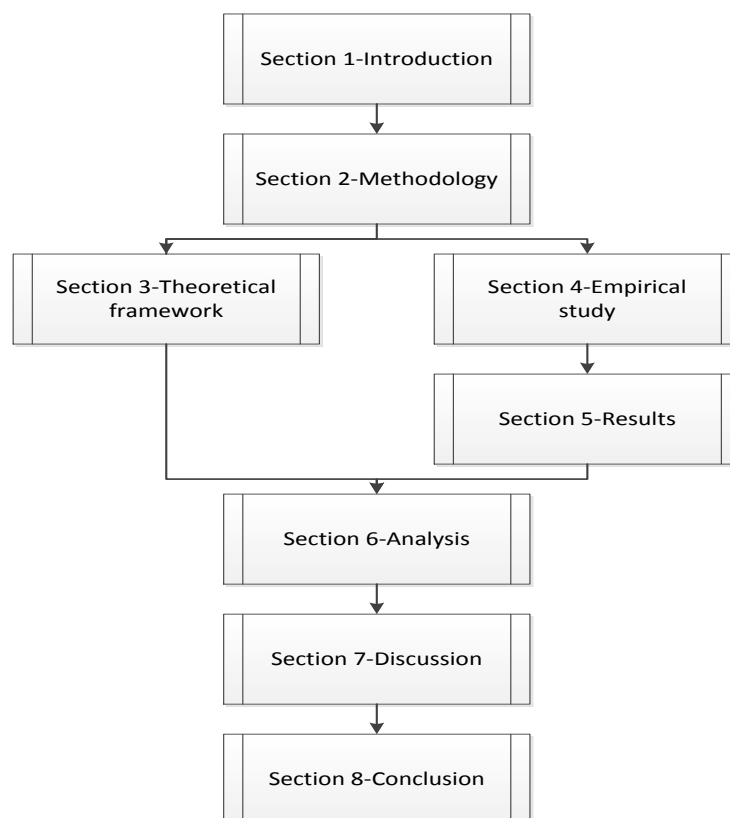 Section 1-Introduction
Section 2-Methodology
Section 3-Theoretical
framework
Section 4-Empirical
study
Section 5-Results
Section 6-Analysis
Section 7-Discussion
Section 8-Conclusion